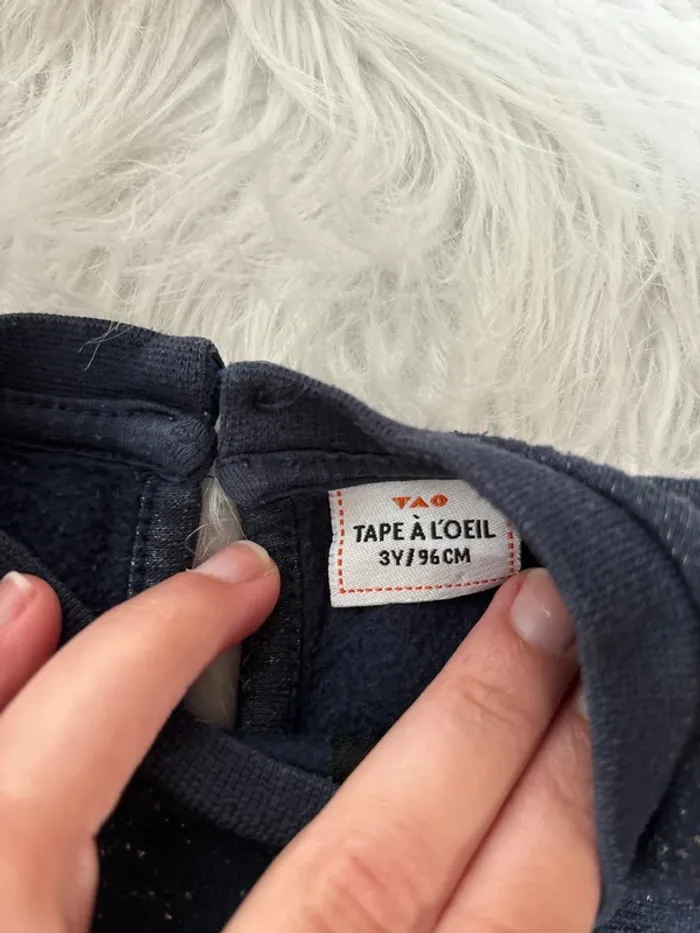 TAO
TAPE À L'OEIL
3Y/96CM